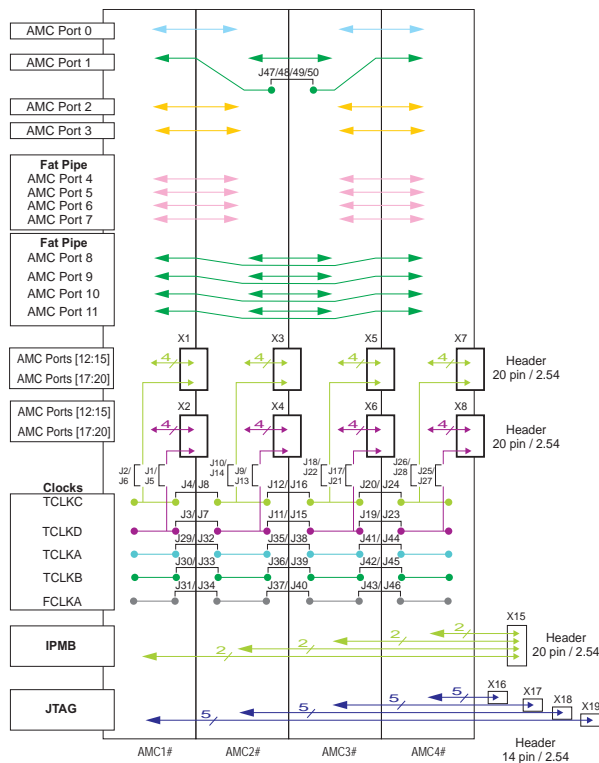 AMC Port 0
AMC Port 1
J47/48/49/50
AMC Port 2
AMC Port 3
Fat Pipe
AMC Port 4
AMC Port 5
AMC Port 6
AMC Port 7
Fat Pipe
AMC Port 8
AMC Port 9
AMC Port 10
AMC Port 11
X1 X3 X5 X7
AMC Ports [12:15]
AMC Ports [17:20]
4 4 4 4
Header
20 pin / 2.54
X2 X4 X6 X8
AMC Ports [12:15]
AMC Ports [17:20]
4 4 4 4
Header
20 pin / 2.54
J2/ J6 J1/ J5 J10/ J14 J9/ J13 J18/ J22 J17/ J21 J26/ J28 J25/ J27
Clocks
J4/ J8 J12/ J16 J20/ J24
TCLKC
J3/ J7 J11/ J15 J19/ J23
TCLKD
J29/ J32 J35/ J38 J41/ J44
TCLKA
J30/ J33 J36/ J39 J42/ J45
TCLKB
J31/ J34 J37/ J40 J43/ J46
FCLKA
X15
IPMB
2 2 2 2
Header
20 pin / 2.54
JTAG
5 5 5 5
X16
X17
X18
X19
Header
14 pin / 2.54
AMC1# AMC2# AMC3# AMC4#